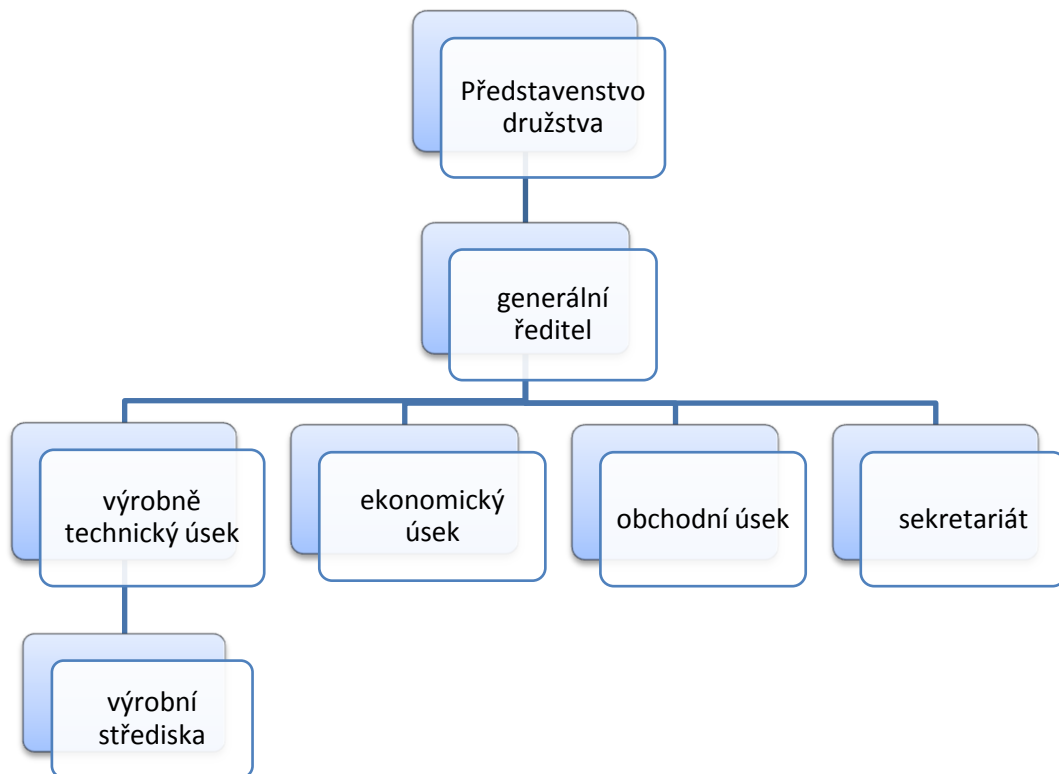 Představenstvo
družstva
generální
ředitel
výrobně
technický úsek
ekonomický
úsek
obchodní úsek
sekretariát
výrobní
střediska